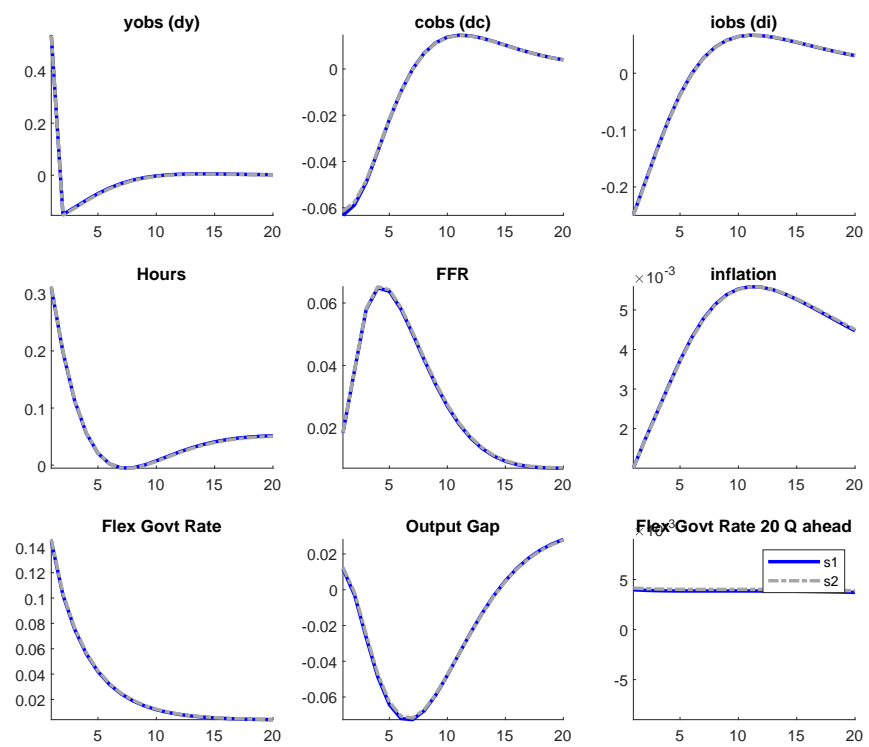 yobs (dy)
0.4
0.2
0
5 10 15 20
cobs (dc)
0
-0.02
-0.04
-0.06
5 10 15 20
iobs (di)
0
-0.1
-0.2
5 10 15 20
Hours
0.3
0.2
0.1
0
5 10 15 20
FFR
0.06
0.04
0.02
5 10 15 20
×10-3
inflation
5
4
3
2
5 10 15 20
Flex Govt Rate
0.14
0.12
0.1
0.08
0.06
0.04
0.02
5 10 15 20
Output Gap
0.02
0
-0.02
-0.04
-0.06
5 10 15 20
×10-3
Flex Govt Rate 20 Q ahead
s1
s2
5
0
-5
5 10 15 20